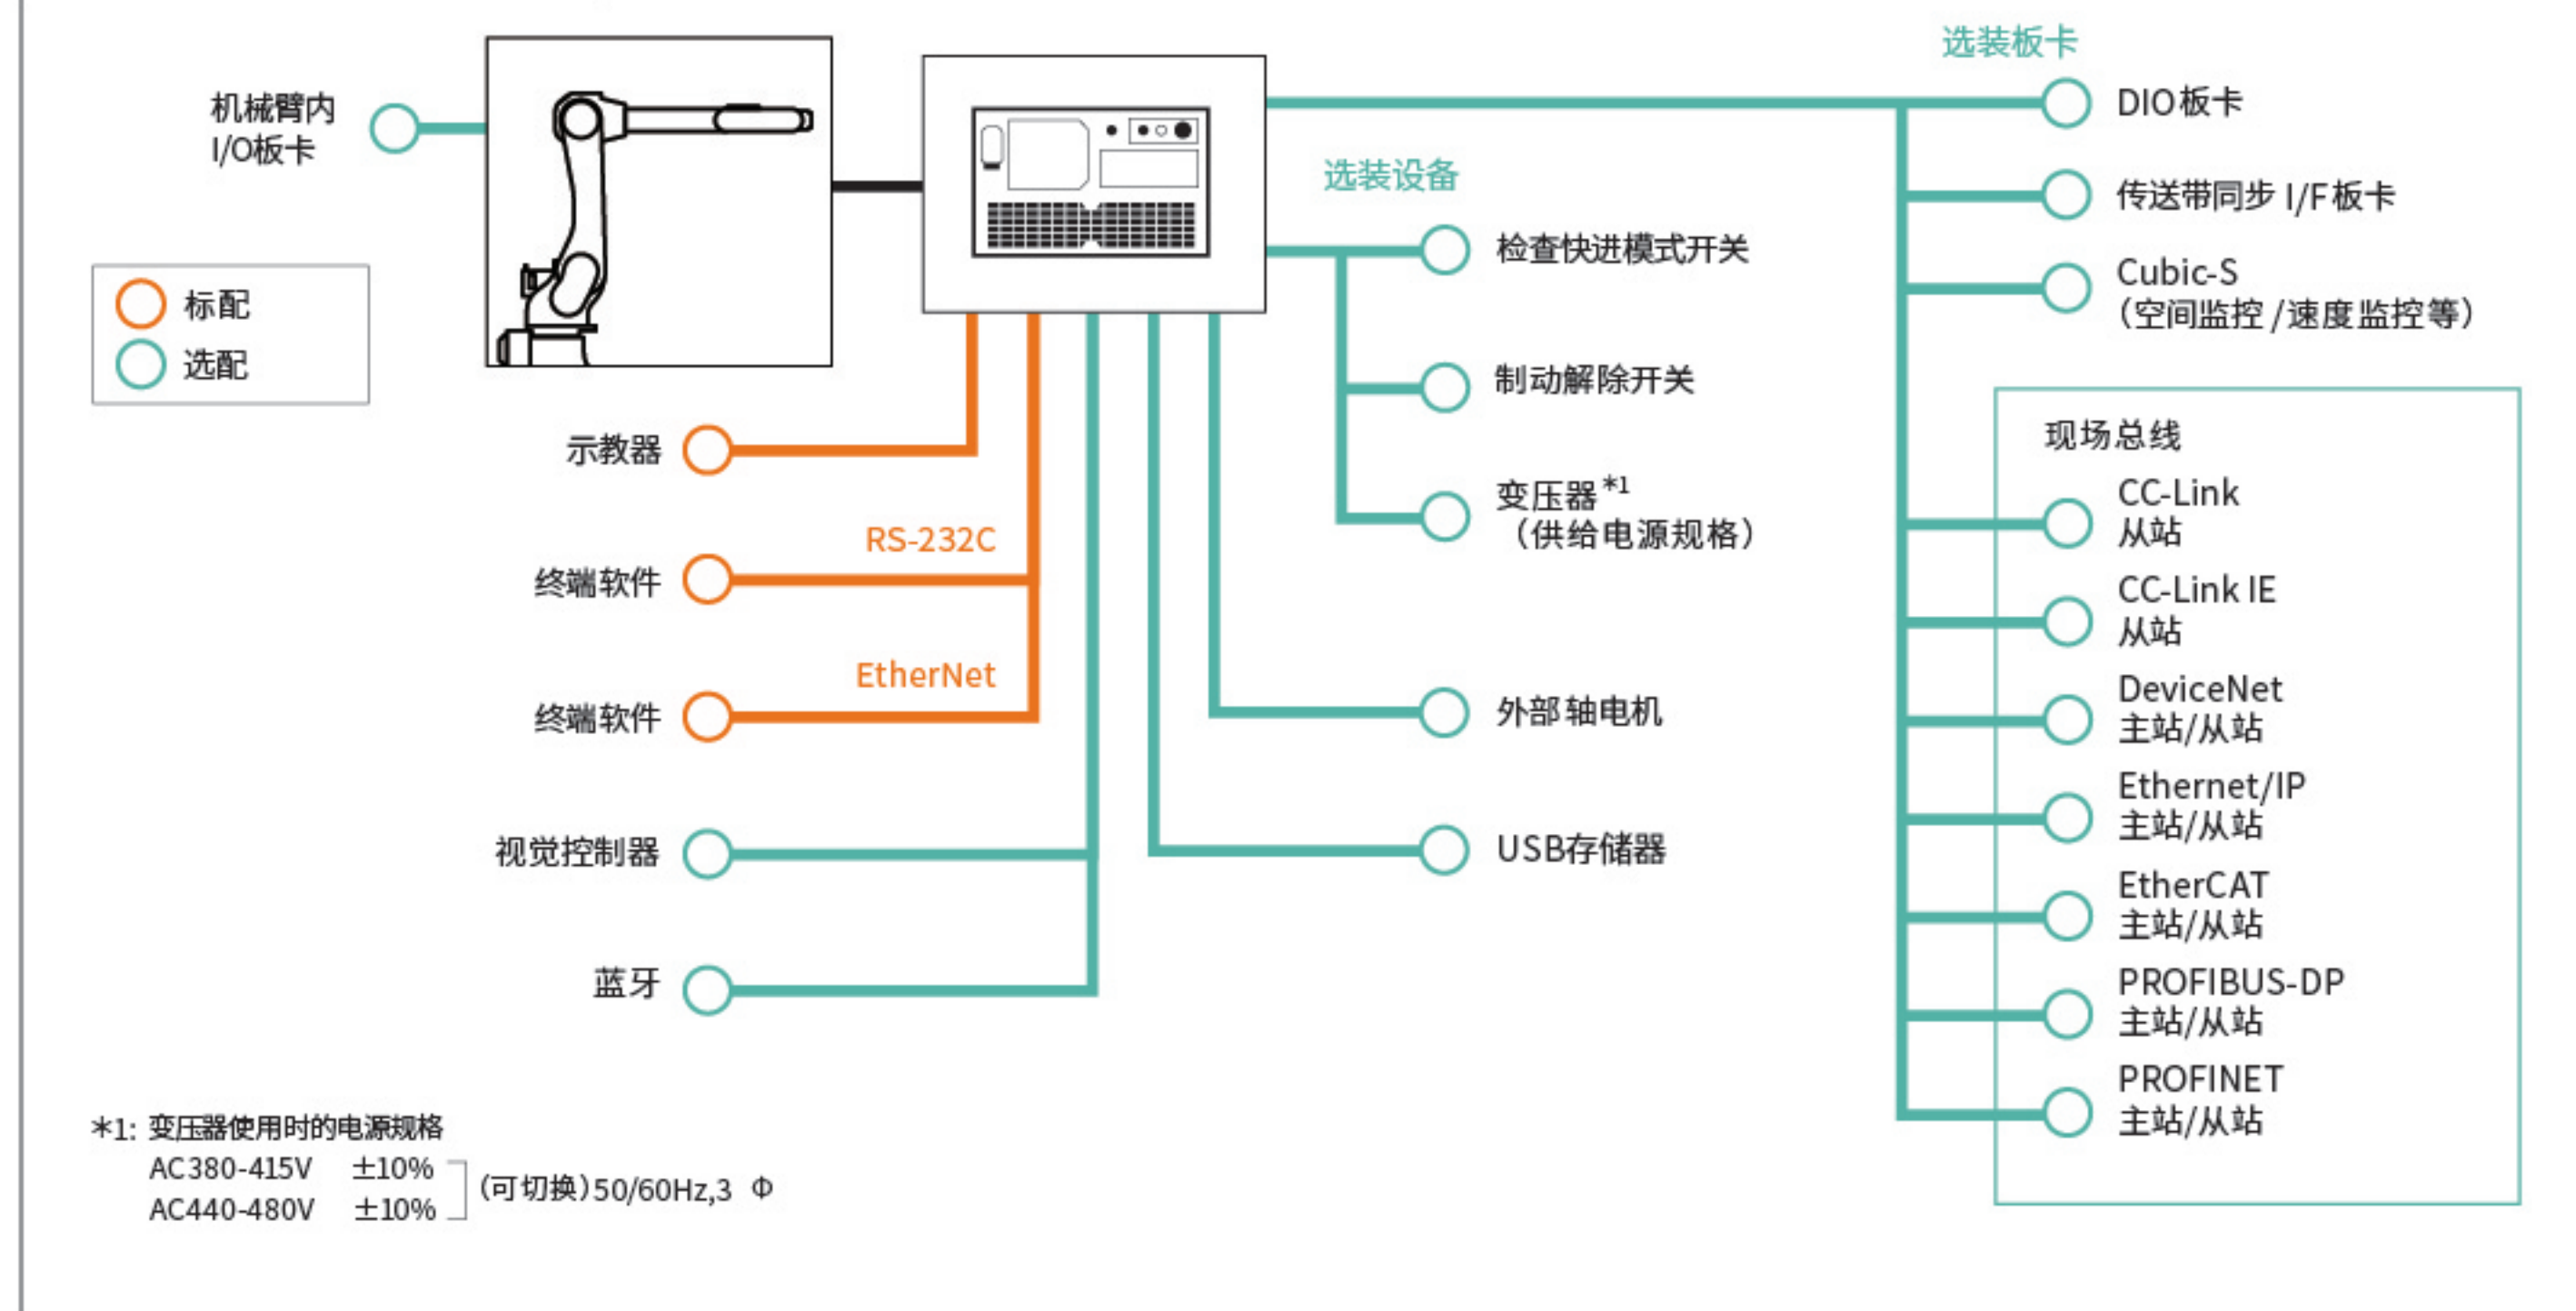 机械臂内
I/O板卡
标配
选配
示教器
RS-232C
终端软件
EtherNet
终端软件
视觉控制器
蓝牙
选装设备
检查快进模式开关
制动解除开关
变压器*1
（供给电源规格）
外部轴电机
USB存储器
选装板卡
DIO板卡
传送带同步 I/F板卡
Cubic-S
（空间监控/速度监控等）
现场总线
CC-Link
从站
CC-Link IE
从站
DeviceNet
主站/从站
Ethernet/IP
主站/从站
EtherCAT
主站/从站
PROFIBUS-DP
主站/从站
PROFINET
主站/从站
*1: 变压器使用时的电源规格
AC380-415V ±10%
AC440-480V ±10%
（可切换）50/60Hz,3 Φ